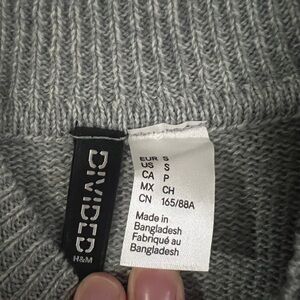 DIVIDED
H&M
EUR S
US S
CA P
MX CH
CN 165/88A
Made in
Bangladesh
Fabriqué au
Bangladesh